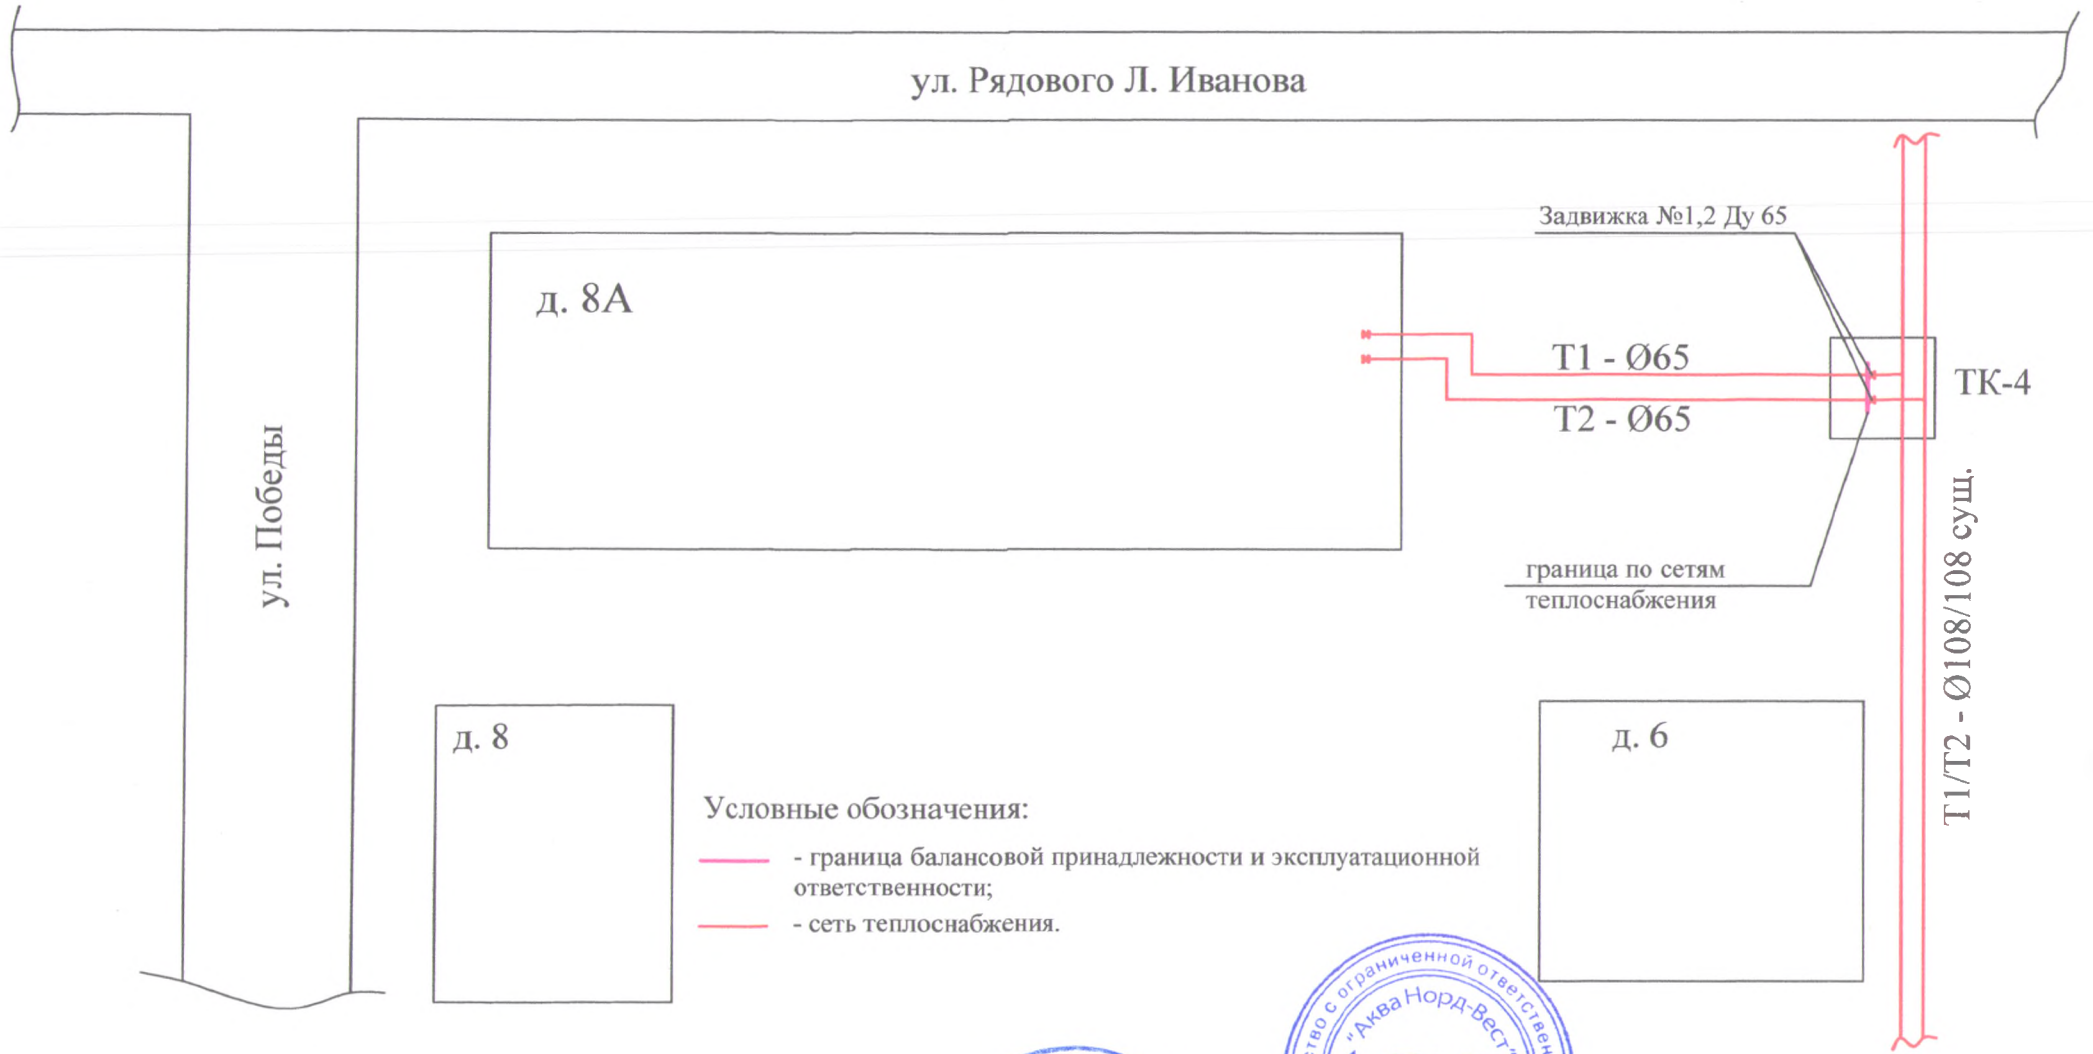 ул. Рядового Л. Иванова
Задвижка №1,2 Ду 65
д. 8А
Т1 - Ø65
ТК-4
Т2 - Ø65
ул. Победы
граница по сетям
теплоснабжения
Т1/Т2 - Ø108/108 сущ.
д. 8
д. 6
Условные обозначения:
- граница балансовой принадлежности и эксплуатационной
ответственности;
- сеть теплоснабжения.
с ограниченной
"Аква Норд-Вест"